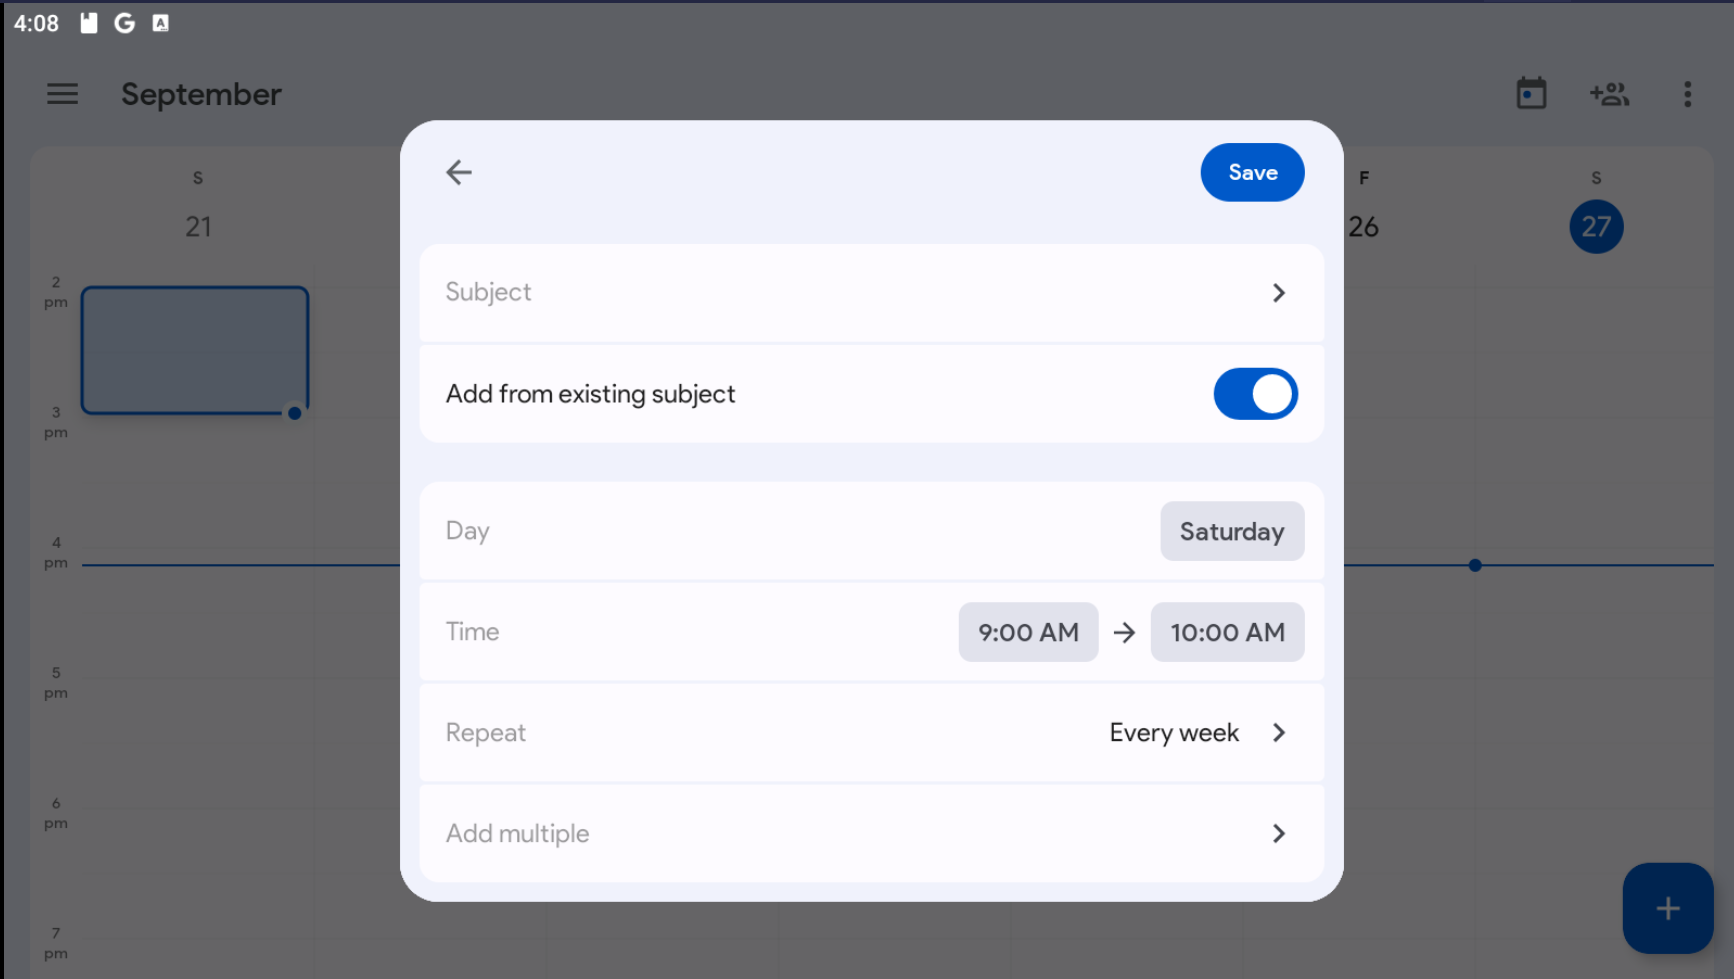 4:08
September
S
21
F
26
S
27
Save
Subject
Add from existing subject
Day
Saturday
Time
9:00 AM
10:00 AM
Repeat
Every week
Add multiple
2
pm
3
pm
4
pm
5
pm
6
pm
7
pm